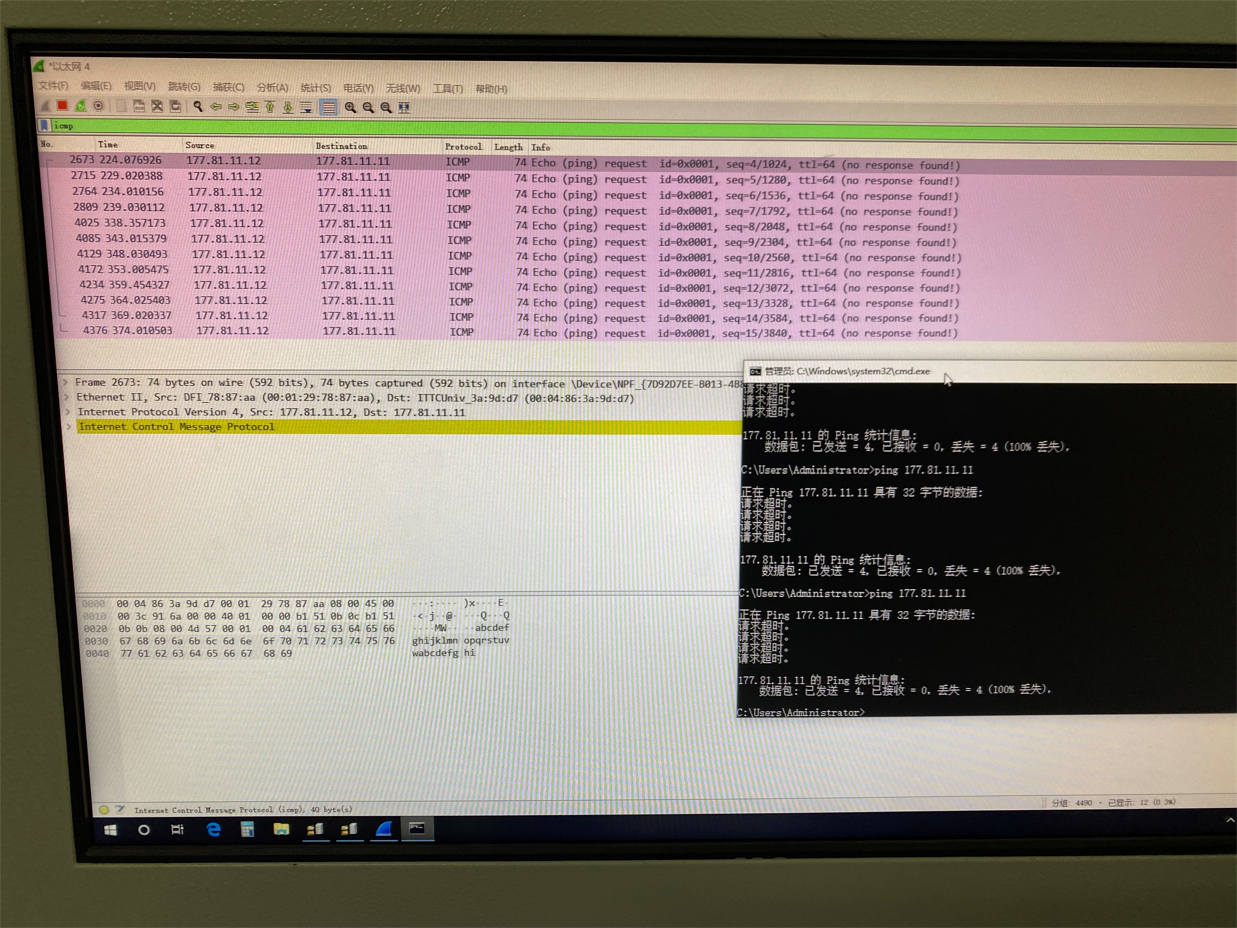 *以太网 4
文件(F) 编辑(E) 视图(V) 跳转(G) 捕获(C) 分析(A) 统计(S) 电话(Y) 无线(W) 工具(T) 帮助(H)
icmp
No. Time Source Destination Protocol Length Info
2673 224.076926 177.81.11.12 177.81.11.11 ICMP 74 Echo (ping) request id=0x0001, seq=4/1024, ttl=64 (no response found!)
2715 229.020388 177.81.11.12 177.81.11.11 ICMP 74 Echo (ping) request id=0x0001, seq=5/1280, ttl=64 (no response found!)
2764 234.010156 177.81.11.12 177.81.11.11 ICMP 74 Echo (ping) request id=0x0001, seq=6/1536, ttl=64 (no response found!)
2809 239.030112 177.81.11.12 177.81.11.11 ICMP 74 Echo (ping) request id=0x0001, seq=7/1792, ttl=64 (no response found!)
4025 338.357173 177.81.11.12 177.81.11.11 ICMP 74 Echo (ping) request id=0x0001, seq=8/2048, ttl=64 (no response found!)
4085 343.015379 177.81.11.12 177.81.11.11 ICMP 74 Echo (ping) request id=0x0001, seq=9/2304, ttl=64 (no response found!)
4129 348.030493 177.81.11.12 177.81.11.11 ICMP 74 Echo (ping) request id=0x0001, seq=10/2560, ttl=64 (no response found!)
4172 353.005475 177.81.11.12 177.81.11.11 ICMP 74 Echo (ping) request id=0x0001, seq=11/2816, ttl=64 (no response found!)
4234 359.454327 177.81.11.12 177.81.11.11 ICMP 74 Echo (ping) request id=0x0001, seq=12/3072, ttl=64 (no response found!)
4275 364.025403 177.81.11.12 177.81.11.11 ICMP 74 Echo (ping) request id=0x0001, seq=13/3328, ttl=64 (no response found!)
4317 369.020337 177.81.11.12 177.81.11.11 ICMP 74 Echo (ping) request id=0x0001, seq=14/3584, ttl=64 (no response found!)
4376 374.010503 177.81.11.12 177.81.11.11 ICMP 74 Echo (ping) request id=0x0001, seq=15/3840, ttl=64 (no response found!)
Frame 2673: 74 bytes on wire (592 bits), 74 bytes captured (592 bits) on interface \Device\NPF_{7D92D7EE-B013-4B
Ethernet II, Src: DFI_78:87:aa (00:01:29:78:87:aa), Dst: ITTCUniv_3a:9d:d7 (00:04:86:3a:9d:d7)
Internet Protocol Version 4, Src: 177.81.11.12, Dst: 177.81.11.11
Internet Control Message Protocol
0000 00 04 86 3a 9d d7 00 01 29 78 87 aa 08 00 45 00 ···:···· )x····E·
0010 00 3c 91 6a 00 00 40 01 00 00 b1 51 0b 0c b1 51 ·<·j··@· ···Q···Q
0020 0b 0b 08 00 4d 57 00 01 00 04 61 62 63 64 65 66 ····MW·· ··abcdef
0030 67 68 69 6a 6b 6c 6d 6e 6f 70 71 72 73 74 75 76 ghijklmn opqrstuv
0040 77 61 62 63 64 65 66 67 68 69 wabcdefg hi
Internet Control Message Protocol (icmp), 40 byte(s)
分组: 4490 · 已显示: 12 (0.3%)
管理员: C:\Windows\system32\cmd.exe
请求超时。
请求超时。
请求超时。
177.81.11.11 的 Ping 统计信息:
数据包: 已发送 = 4，已接收 = 0，丢失 = 4 (100% 丢失)，
C:\Users\Administrator>ping 177.81.11.11
正在 Ping 177.81.11.11 具有 32 字节的数据:
请求超时。
请求超时。
请求超时。
请求超时。
177.81.11.11 的 Ping 统计信息:
数据包: 已发送 = 4，已接收 = 0，丢失 = 4 (100% 丢失)，
C:\Users\Administrator>ping 177.81.11.11
正在 Ping 177.81.11.11 具有 32 字节的数据:
请求超时。
请求超时。
请求超时。
请求超时。
177.81.11.11 的 Ping 统计信息:
数据包: 已发送 = 4，已接收 = 0，丢失 = 4 (100% 丢失)，
C:\Users\Administrator>